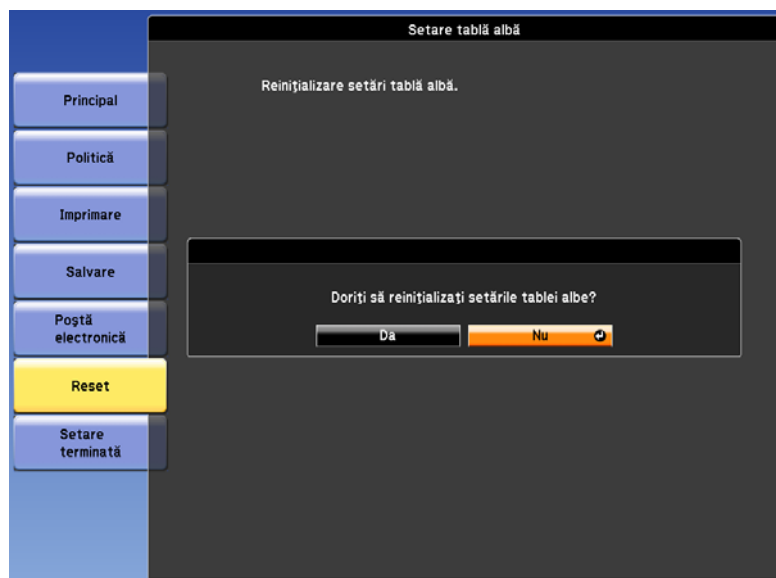 Setare tablă albă
Reiniţializare setări tablă albă.
Principal
Politică
Imprimare
Salvare
Poştă
electronică
Reset
Setare
terminată
Doriţi să reiniţializaţi setările tablei albe?
Da
Nu